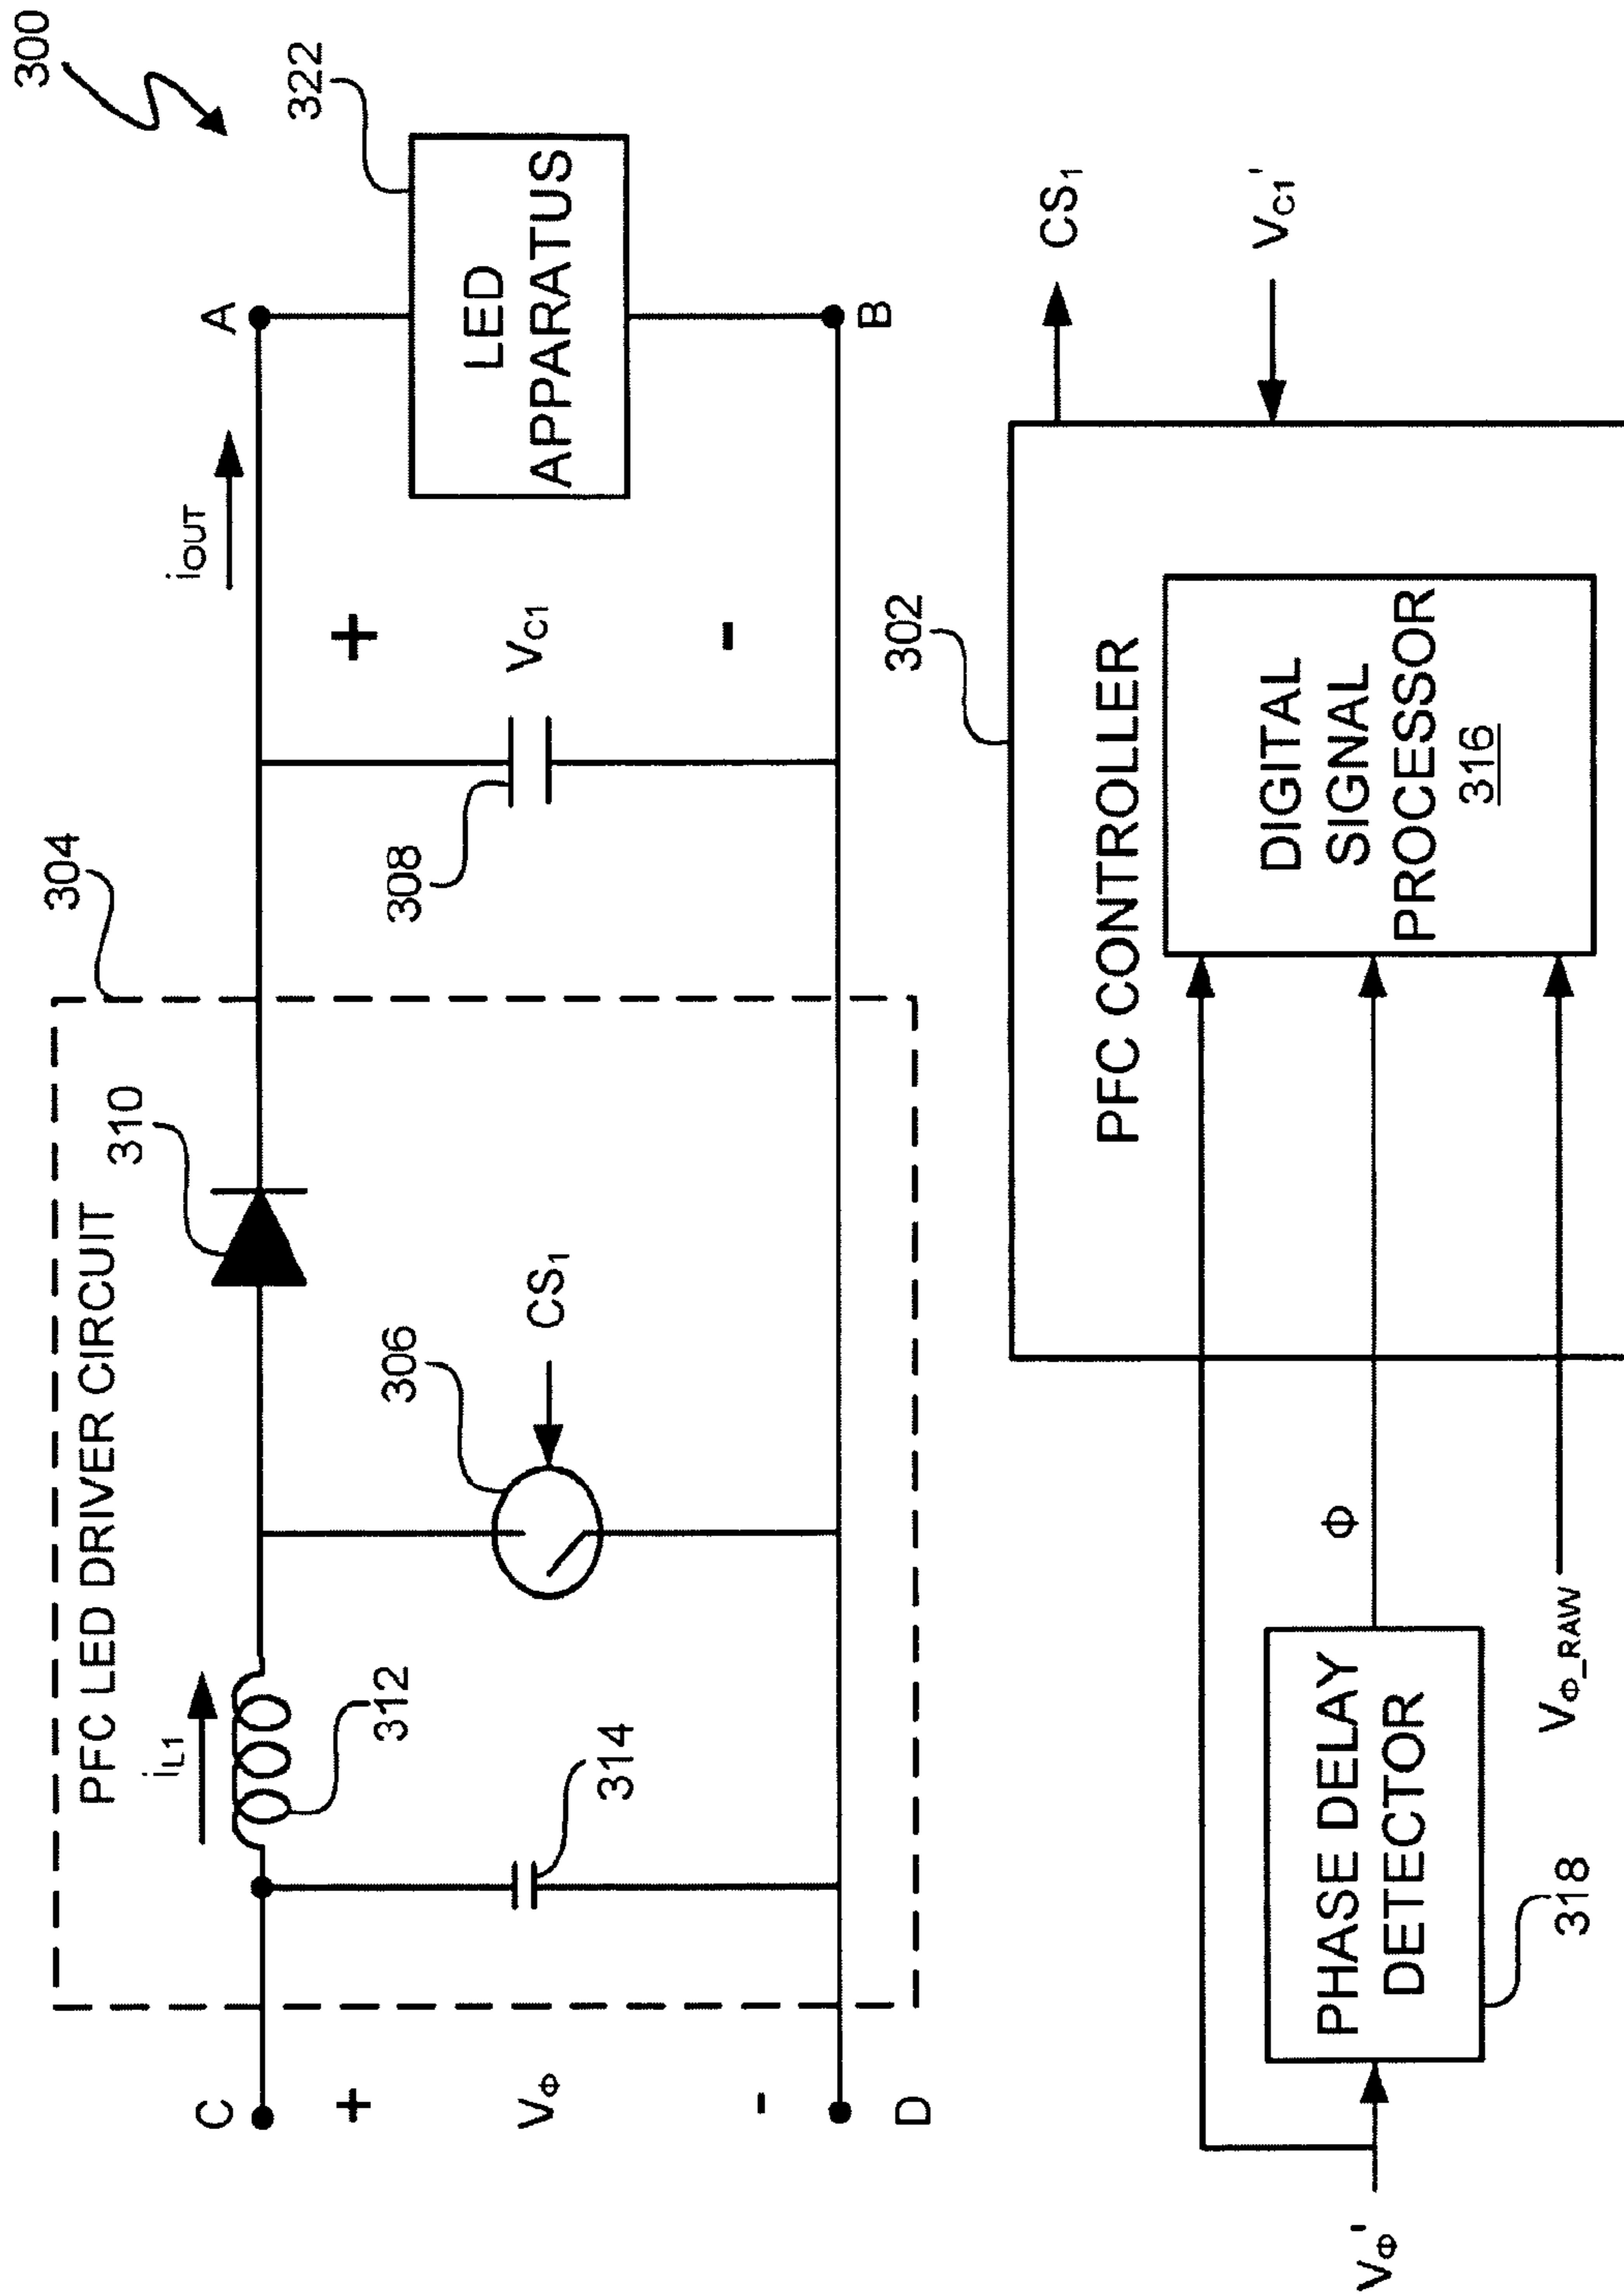 300
304
PFC LED DRIVER CIRCUIT
C
iL1
312
310
iOUT
A
322
+
VΦ
-
314
306
CS1
308
+
VC1
-
LED
APPARATUS
D
B
302
PFC CONTROLLER
CS1
VC1'
VΦ'
PHASE DELAY
DETECTOR
318
Φ
VΦ_RAW
DIGITAL
SIGNAL
PROCESSOR
316